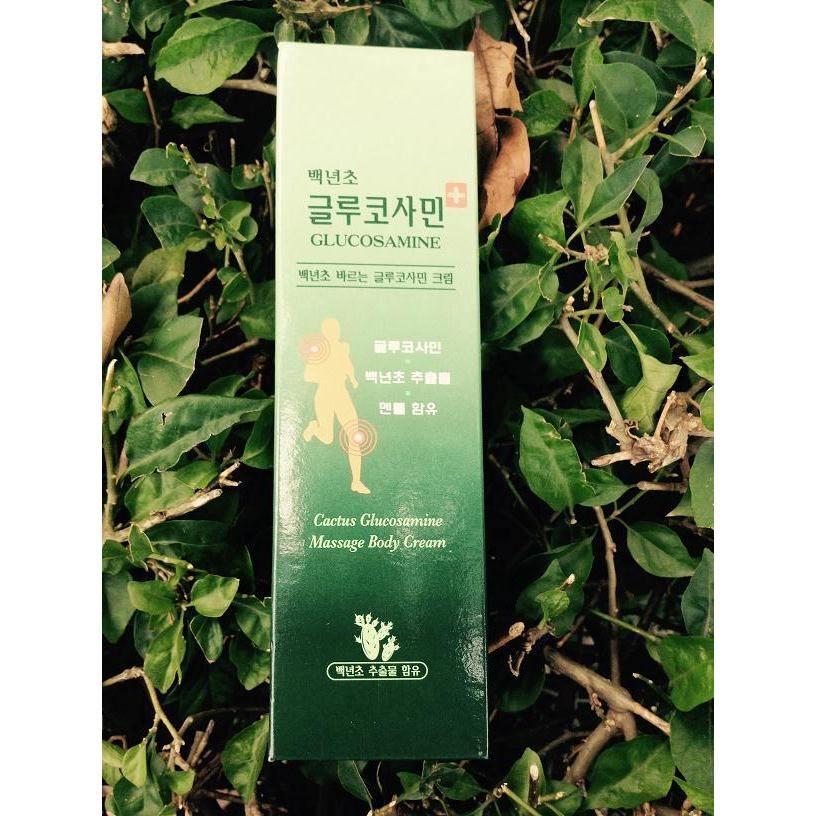 백년초
글루코사민
GLUCOSAMINE
백년초 바르는 글루코사민 크림
글루코사민
백년초 추출물
멘톨 함유
Cactus Glucosamine
Massage Body Cream
백년초 추출물 함유